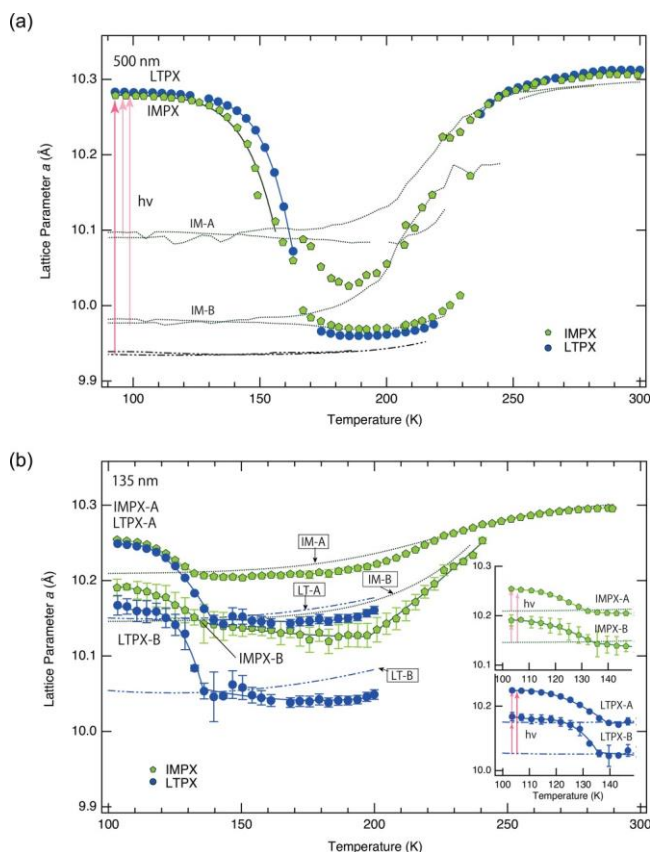 (a)
500 nm
LTPX
IMPX
hν
IM-A
IM-B
IMPX
LTPX
10.3
10.2
10.1
10.0
9.9
Lattice Parameter a (Å)
100 150 200 250 300
Temperature (K)
(b)
135 nm
IMPX-A
LTPX-A
IM-A
IM-B
LT-A
LTPX-B
IMPX-B
LT-B
IMPX
LTPX
10.3
10.2
10.1
10.0
9.9
Lattice Parameter a (Å)
100 150 200 250 300
Temperature (K)
10.2
10.1
IMPX-A
hν
IMPX-B
10.2
10.0
LTPX-A
LTPX-B
hν
100 110 120 130 140
Temperature (K)